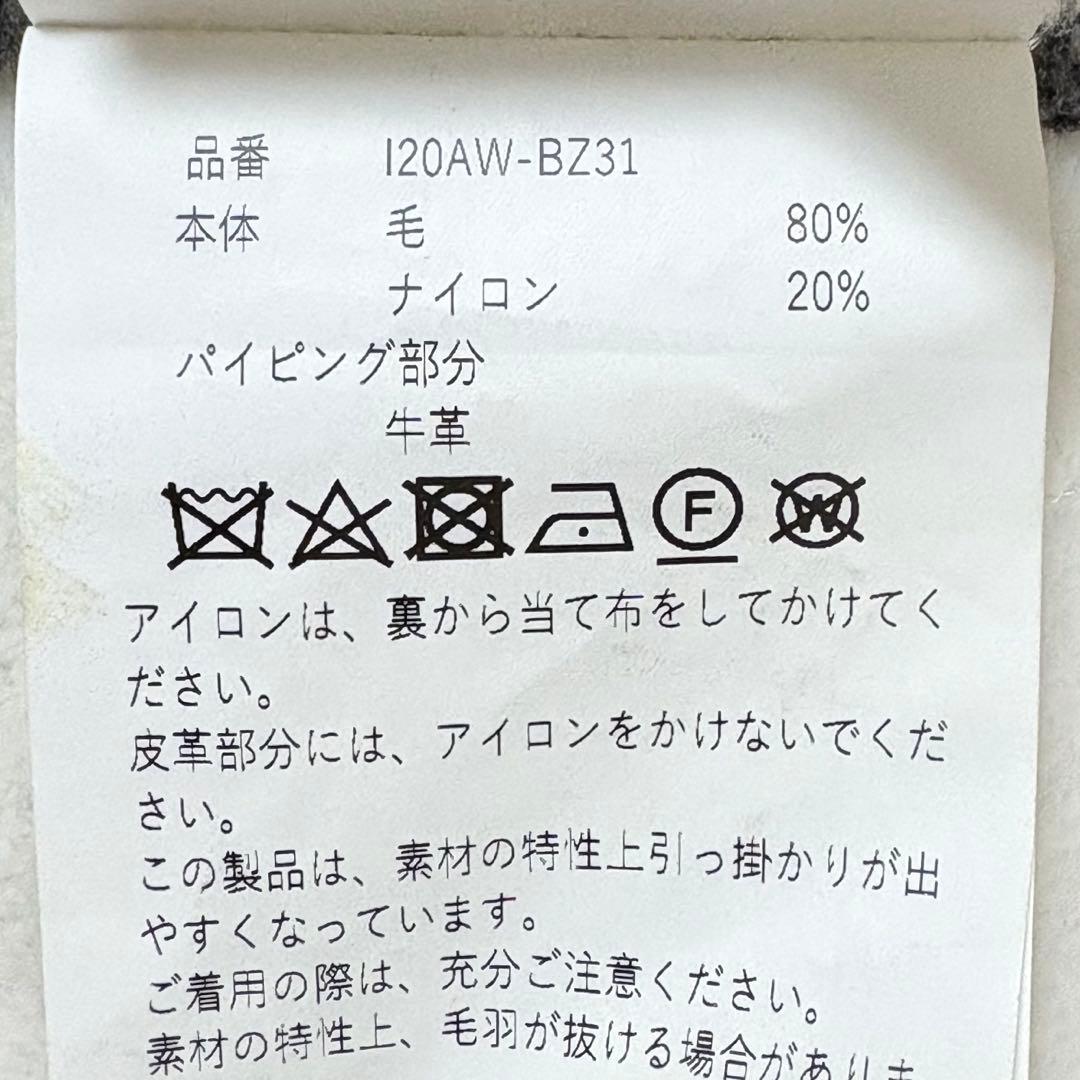 品番 I20AW-BZ31
本体 毛 80%
ナイロン 20%
パイピング部分
牛革
F W
アイロンは、裏から当て布をしてかけてく
ださい。
皮革部分には、アイロンをかけないでくだ
さい。
この製品は、素材の特性上引っ掛かりが出
やすくなっています。
ご着用の際は、充分ご注意ください。
素材の特性上、毛羽が抜ける場合がありま